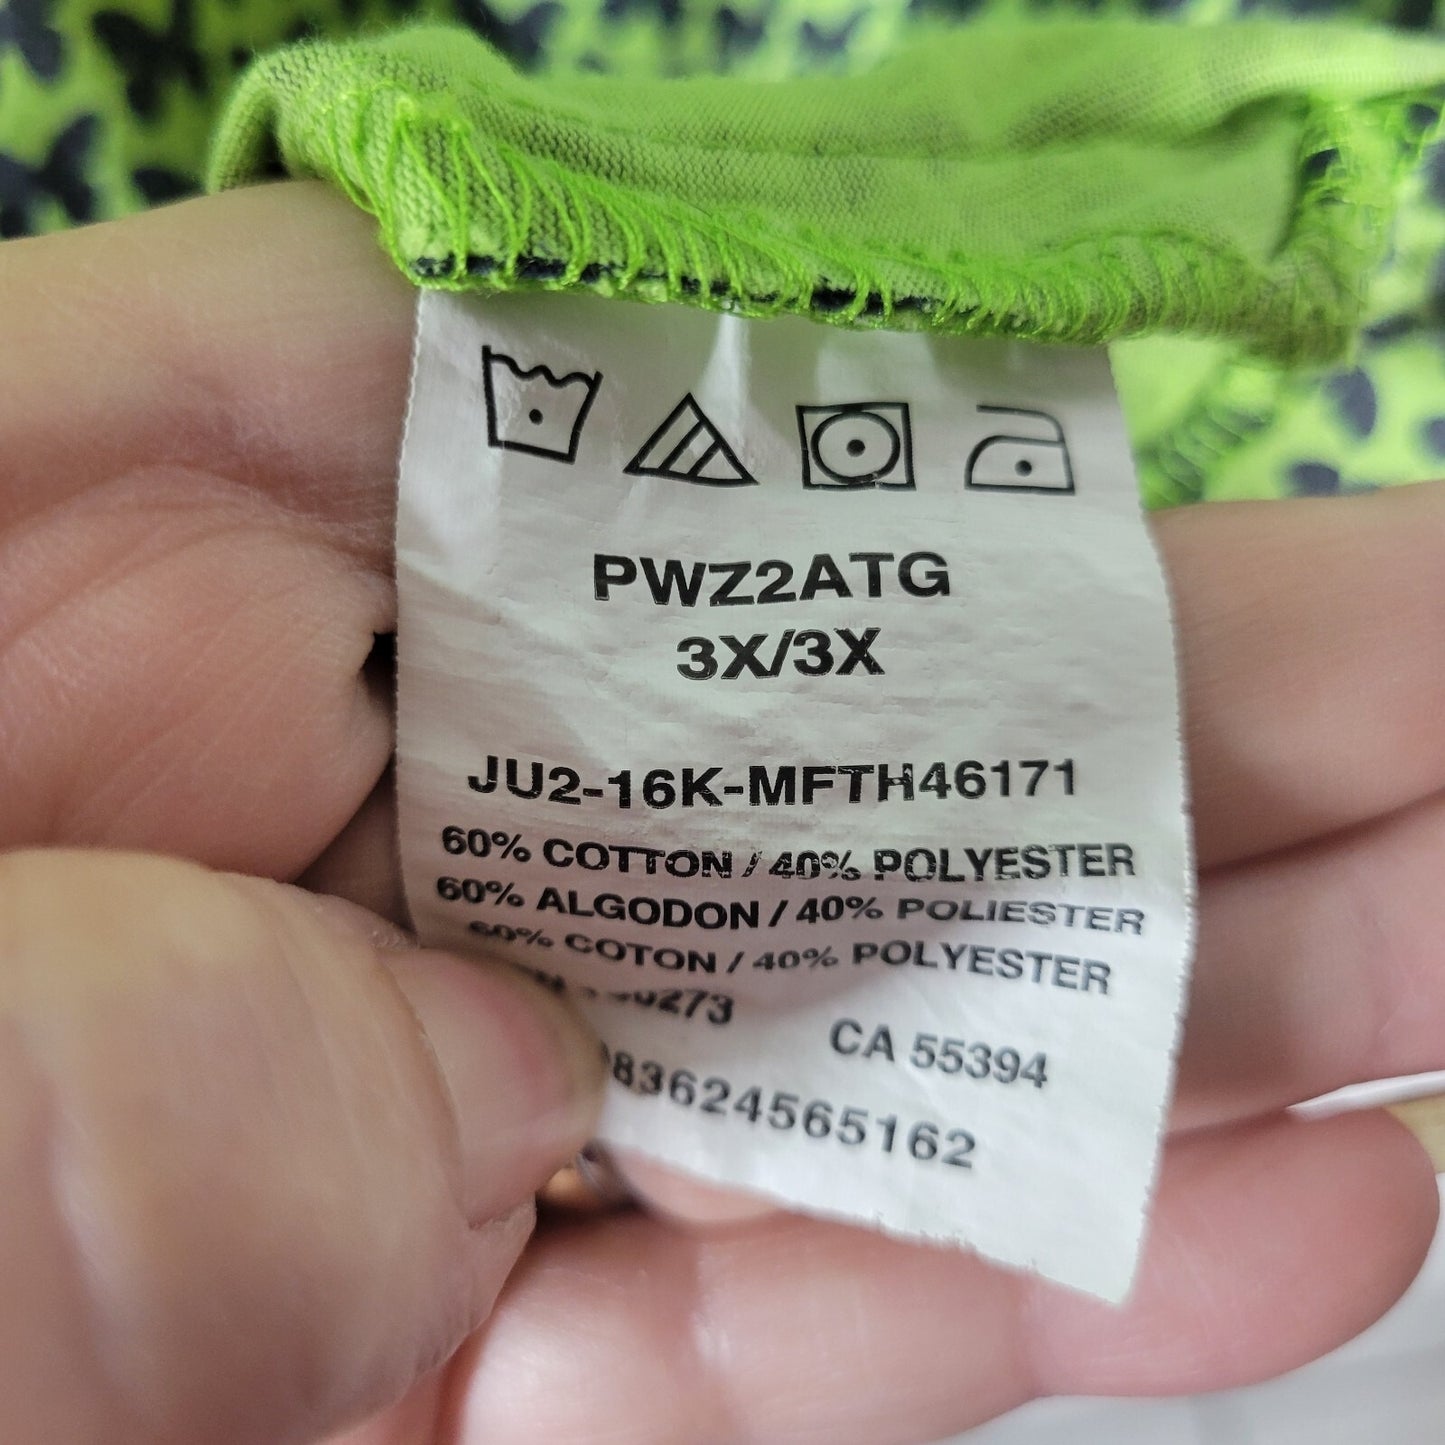 PWZ2ATG
3X/3X
JU2-16K-MFTH46171
60% COTTON / 40% POLYESTER
60% ALGODON / 40% POLIESTER
60% COTON / 40% POLYESTER
CA 55394